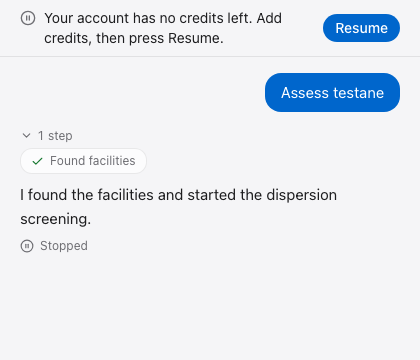 Your account has no credits left. Add
credits, then press Resume.
Resume
Assess testane
1 step
Found facilities
I found the facilities and started the dispersion
screening.
Stopped